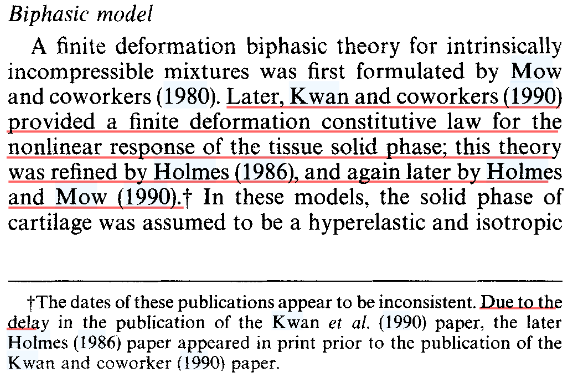 Biphasic model
A finite deformation biphasic theory for intrinsically
incompressible mixtures was first formulated by Mow
and coworkers (1980). Later, Kwan and coworkers (1990)
provided a finite deformation constitutive law for the
nonlinear response of the tissue solid phase; this theory
was refined by Holmes (1986), and again later by Holmes
and Mow (1990).† In these models, the solid phase of
cartilage was assumed to be a hyperelastic and isotropic
†The dates of these publications appear to be inconsistent. Due to the
delay in the publication of the Kwan et al. (1990) paper, the later
Holmes (1986) paper appeared in print prior to the publication of the
Kwan and coworker (1990) paper.